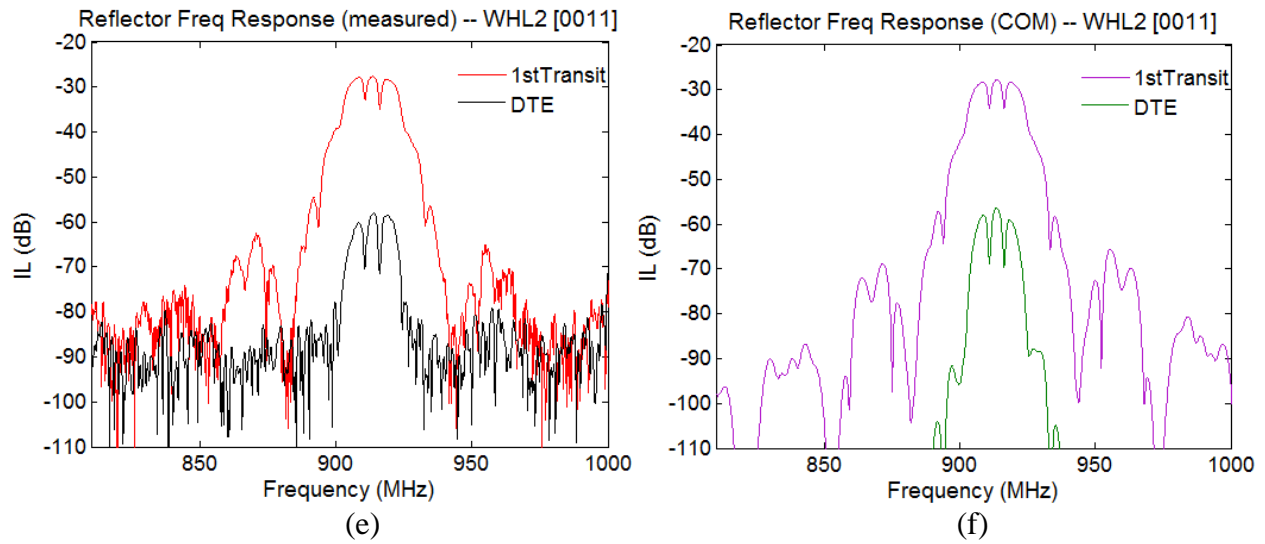 Reflector Freq Response (measured) -- WHL2 [0011]
-20
-30
-40
-50
-60
-70
-80
-90
-100
-110
IL (dB)
1stTransit
DTE
850
900
950
1000
Frequency (MHz)
(e)
Reflector Freq Response (COM) -- WHL2 [0011]
-20
-30
-40
-50
-60
-70
-80
-90
-100
-110
IL (dB)
1stTransit
DTE
850
900
950
1000
Frequency (MHz)
(f)